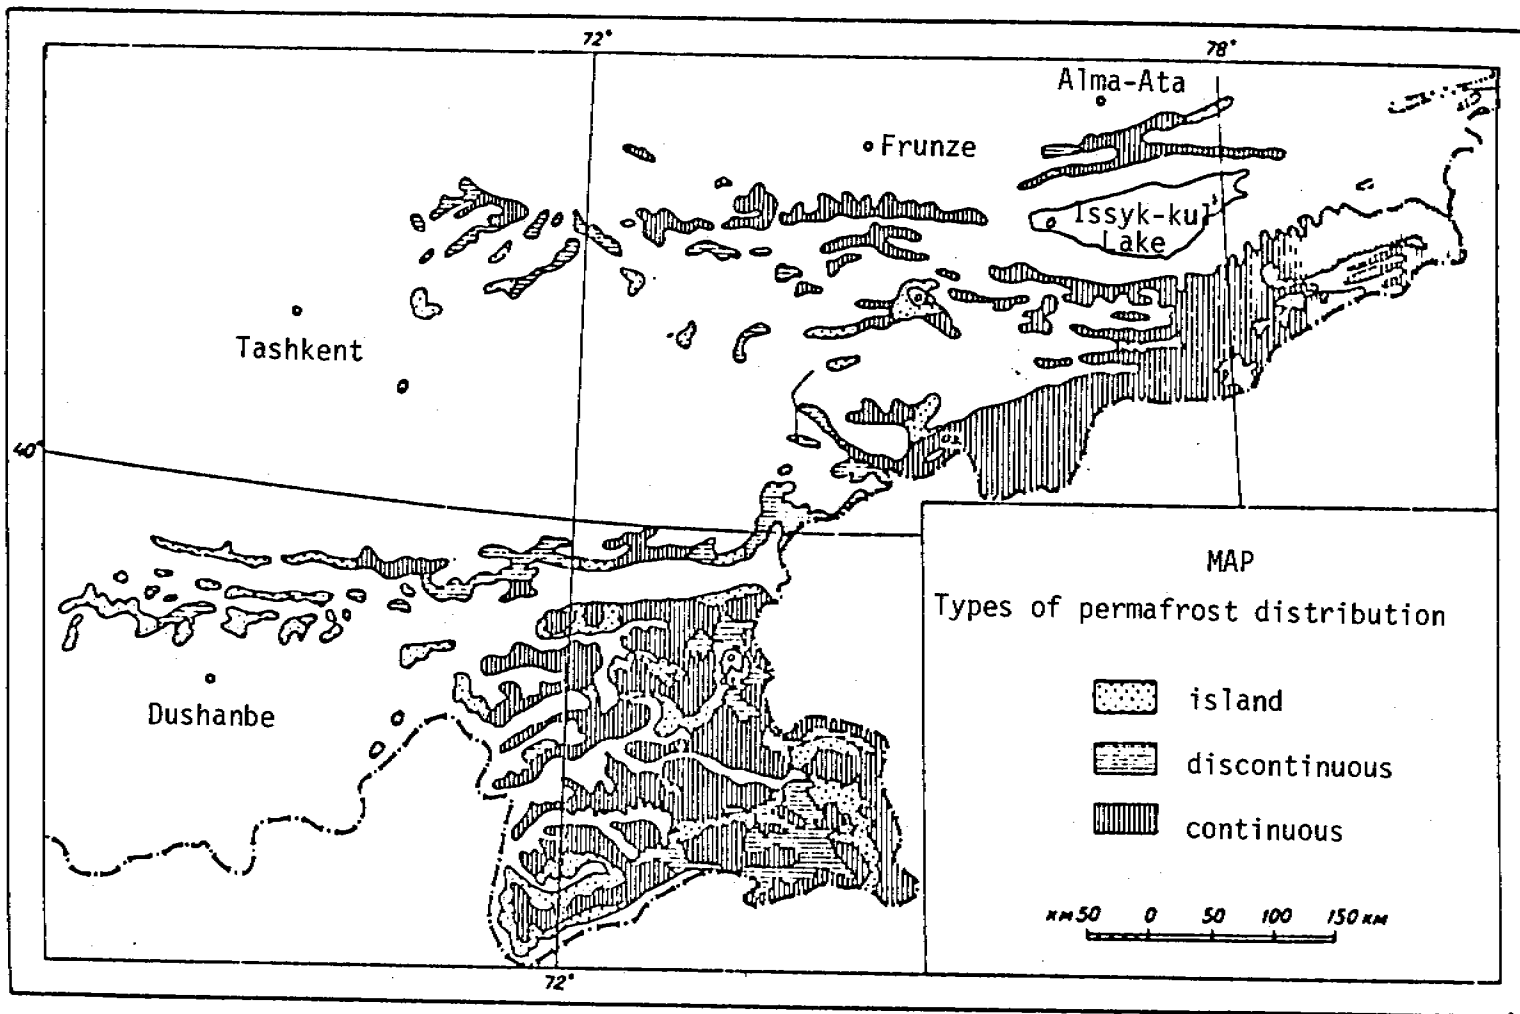 72°
78°
Alma-Ata
Frunze
Issyk-kul
Lake
Tashkent
40°
MAP
Types of permafrost distribution
island
Dushanbe
discontinuous
continuous
км 50 0 50 100 150 км
72°